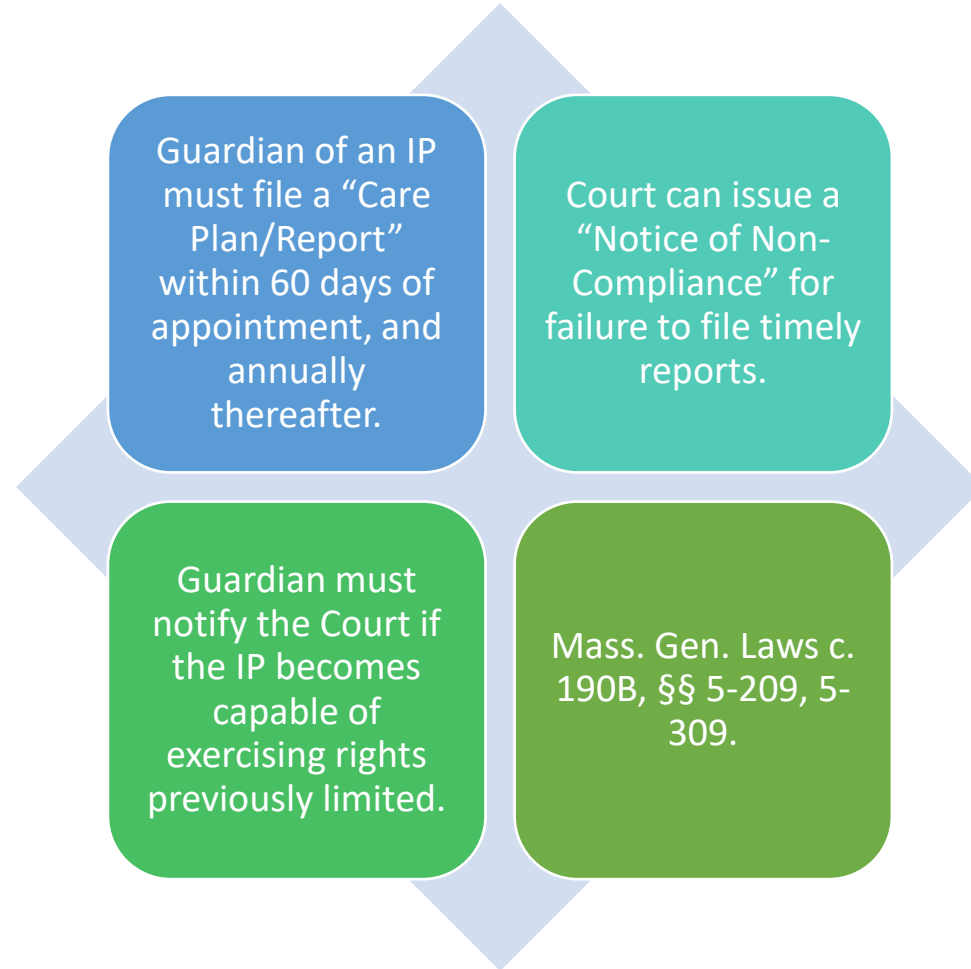 Guardian of an IP
must file a “Care
Plan/Report”
within 60 days of
appointment, and
annually
thereafter.
Court can issue a
“Notice of Non-
Compliance” for
failure to file timely
reports.
Guardian must
notify the Court if
the IP becomes
capable of
exercising rights
previously limited.
Mass. Gen. Laws c.
190B, §§ 5-209, 5-
309.